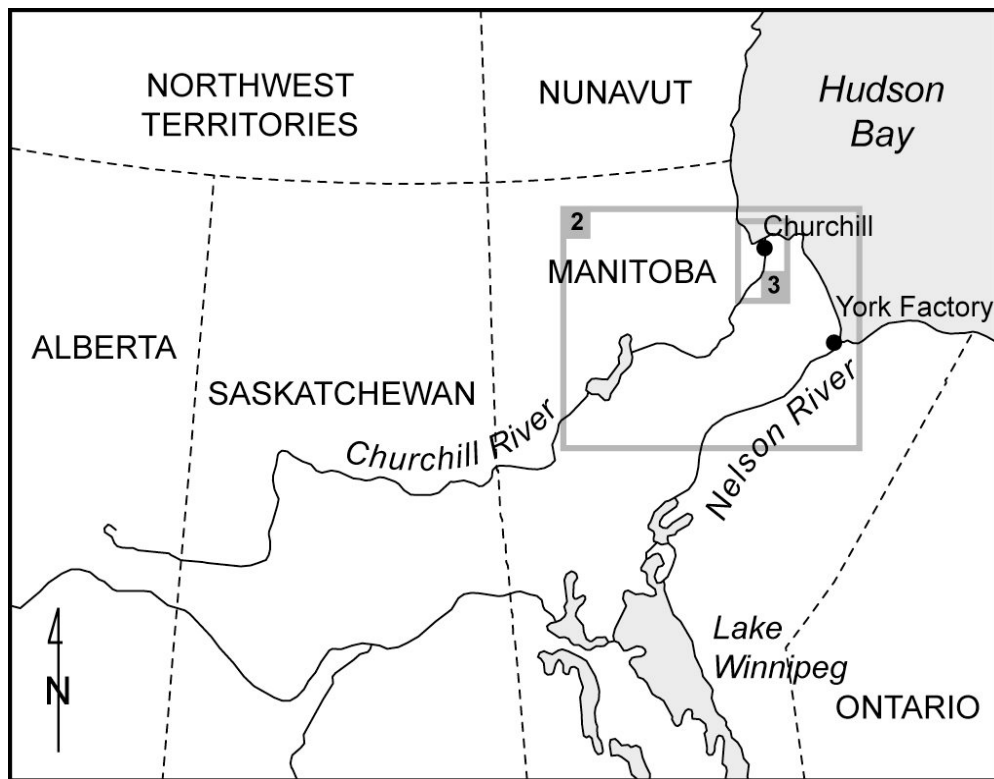 NORTHWEST
TERRITORIES
NUNAVUT
Hudson
Bay
2
Churchill
MANITOBA
3
York Factory
ALBERTA
SASKATCHEWAN
Churchill River
Nelson River
Lake
Winnipeg
N
ONTARIO